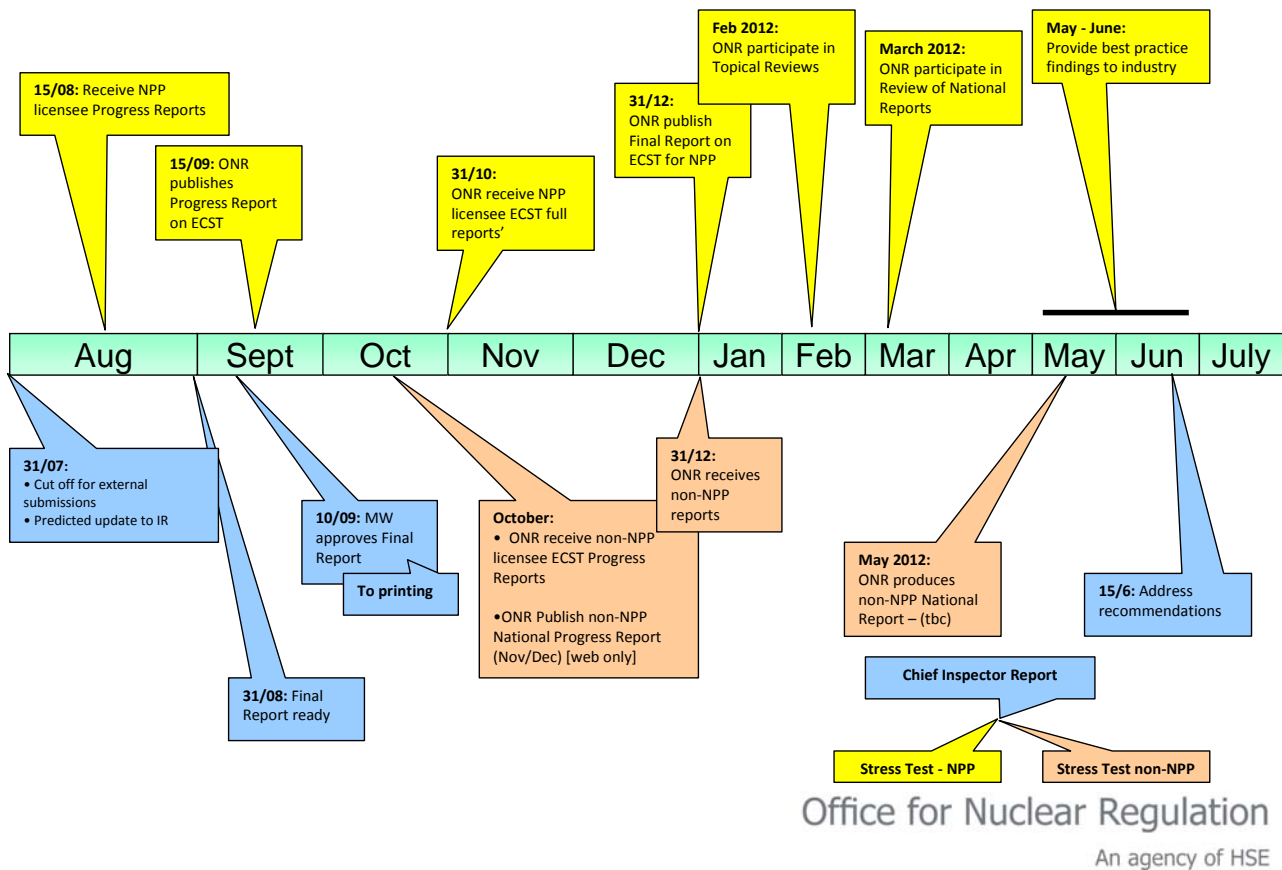 Feb 2012:
ONR participate in
Topical Reviews
March 2012:
ONR participate in
Review of National
Reports
May - June:
Provide best practice
findings to industry
15/08: Receive NPP
licensee Progress Reports
31/12:
ONR publish
Final Report on
ECST for NPP
15/09: ONR
publishes
Progress Report
on ECST
31/10:
ONR receive NPP
licensee ECST full
reports’
Aug Sept Oct Nov Dec Jan Feb Mar Apr May Jun July
31/07:
• Cut off for external
submissions
• Predicted update to IR
10/09: MW
approves Final
Report
To printing
31/08: Final
Report ready
October:
• ONR receive non-NPP
licensee ECST Progress
Reports
•ONR Publish non-NPP
National Progress Report
(Nov/Dec) [web only]
31/12:
ONR receives
non-NPP
reports
May 2012:
ONR produces
non-NPP National
Report – (tbc)
15/6: Address
recommendations
Chief Inspector Report
Stress Test - NPP
Stress Test non-NPP
Office for Nuclear Regulation
An agency of HSE